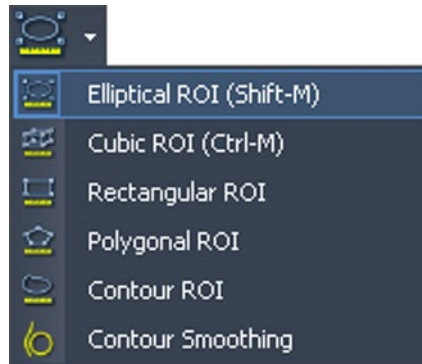 Elliptical ROI (Shift-M)
Cubic ROI (Ctrl-M)
Rectangular ROI
Polygonal ROI
Contour ROI
Contour Smoothing